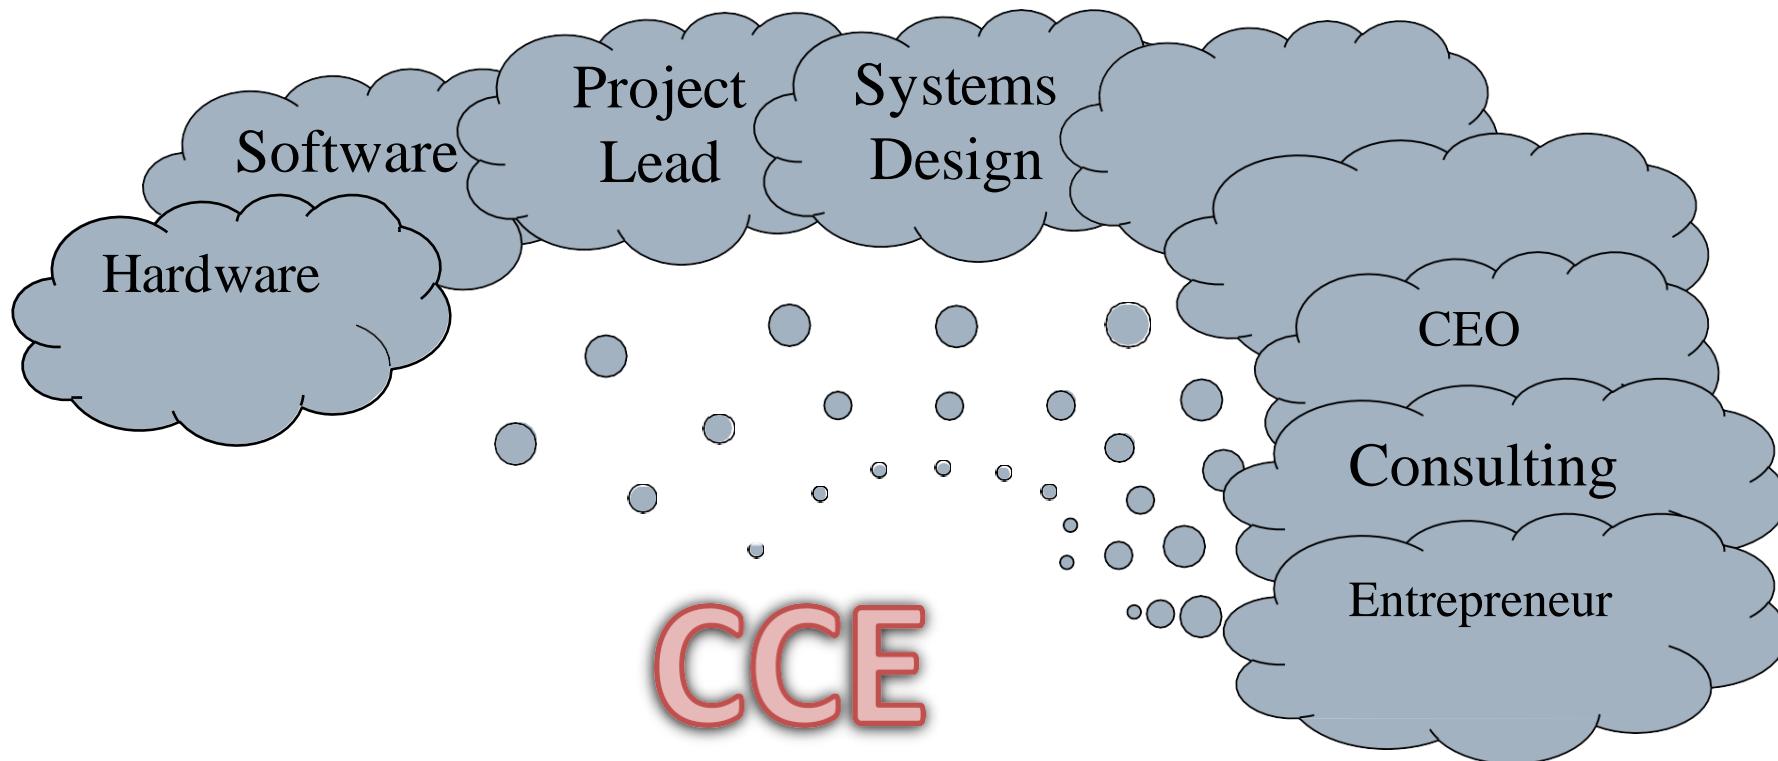 Hardware
Software
Project
Lead
Systems
Design
CEO
Consulting
Entrepreneur
CCE